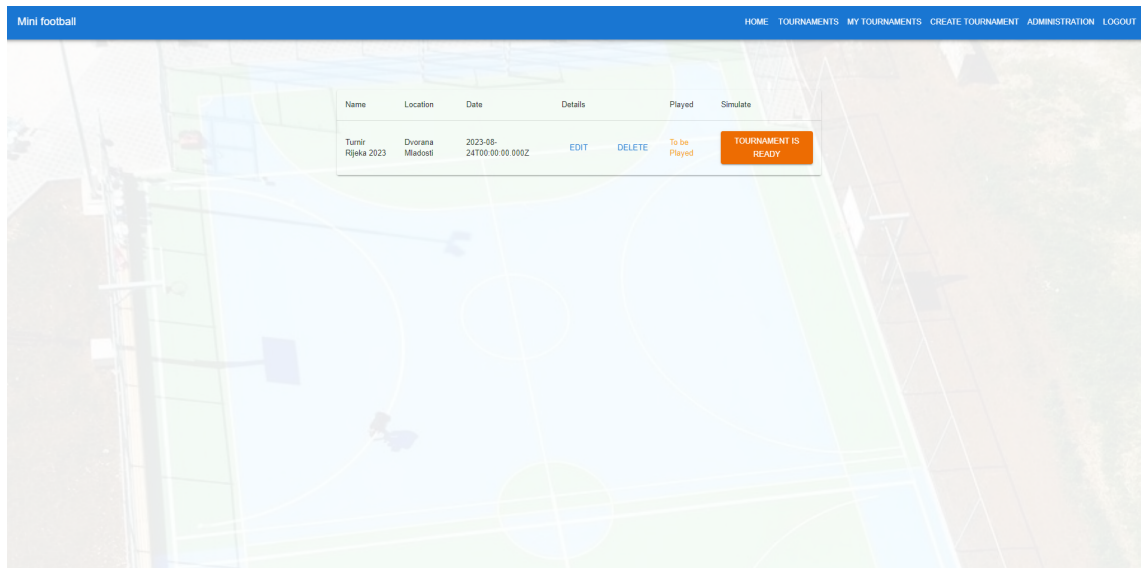 Mini football
HOME TOURNAMENTS MY TOURNAMENTS CREATE TOURNAMENT ADMINISTRATION LOGOUT
Name Location Date Details Played Simulate
Turnir Rijeka 2023
Dvorana Mladosti
2023-08-24T00:00:00.000Z
EDIT
DELETE
To be Played
TOURNAMENT IS READY